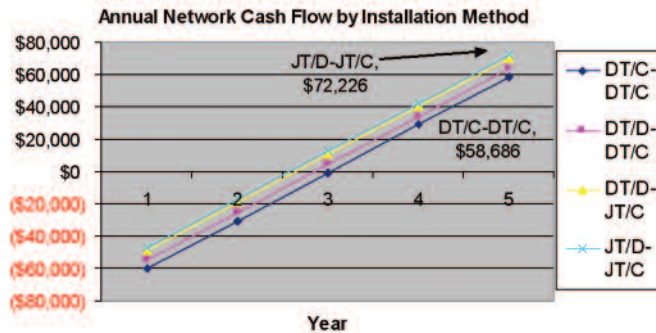 Annual Network Cash Flow by Installation Method
$80,000
$60,000
$40,000
$20,000
$0
($20,000)
($40,000)
($60,000)
($80,000)
JT/D-JT/C,
$72,226
DT/C-DT/C,
$58,686
1 2 3 4 5
Year
DT/C-
DT/C
DT/D-
DT/C
DT/D-
JT/C
JT/D-
JT/C